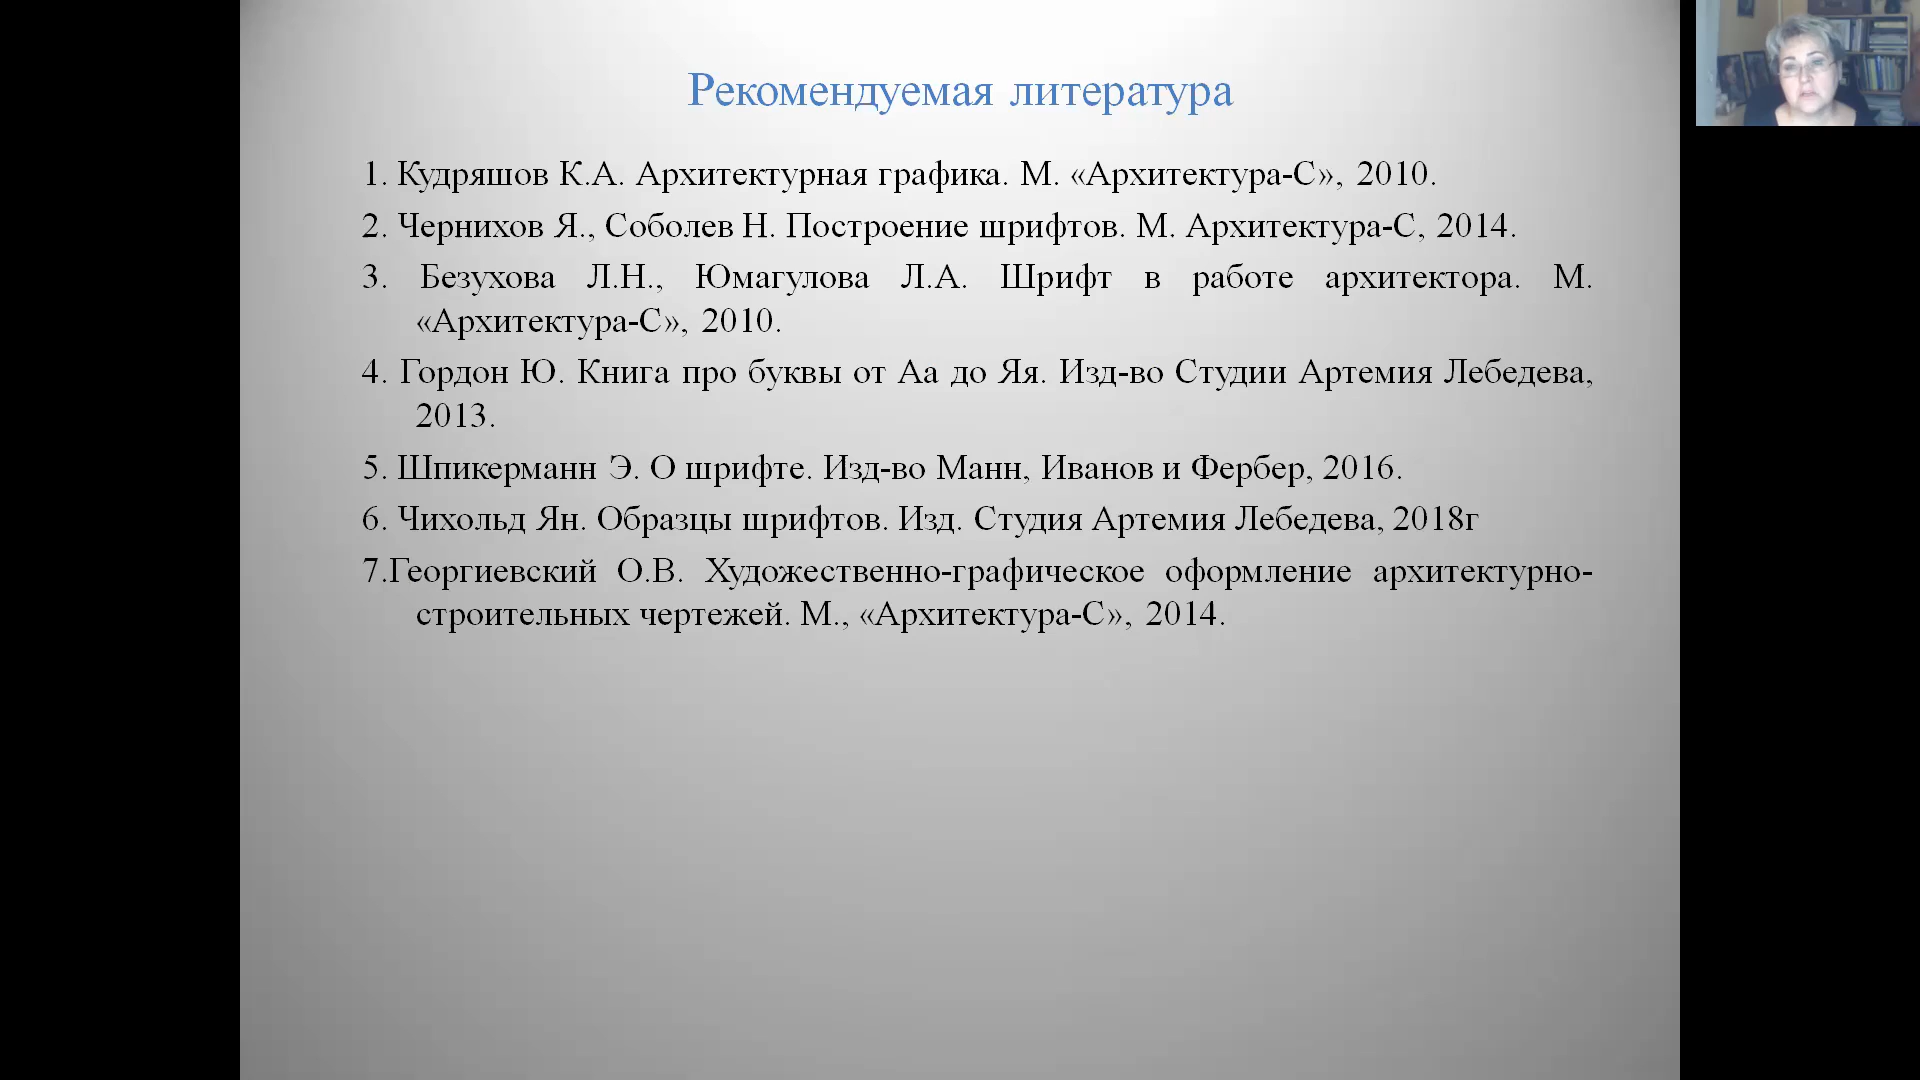 Рекомендуемая литература
1. Кудряшов К.А. Архитектурная графика. М. «Архитектура-С», 2010.
2. Чернихов Я., Соболев Н. Построение шрифтов. М. Архитектура-С, 2014.
3. Безухова Л.Н., Юмагулова Л.А. Шрифт в работе архитектора. М.
«Архитектура-С», 2010.
4. Гордон Ю. Книга про буквы от Аа до Яя. Изд-во Студии Артемия Лебедева,
2013.
5. Шпикерманн Э. О шрифте. Изд-во Манн, Иванов и Фербер, 2016.
6. Чихольд Ян. Образцы шрифтов. Изд. Студия Артемия Лебедева, 2018г
7.Георгиевский О.В. Художественно-графическое оформление архитектурно-
строительных чертежей. М., «Архитектура-С», 2014.